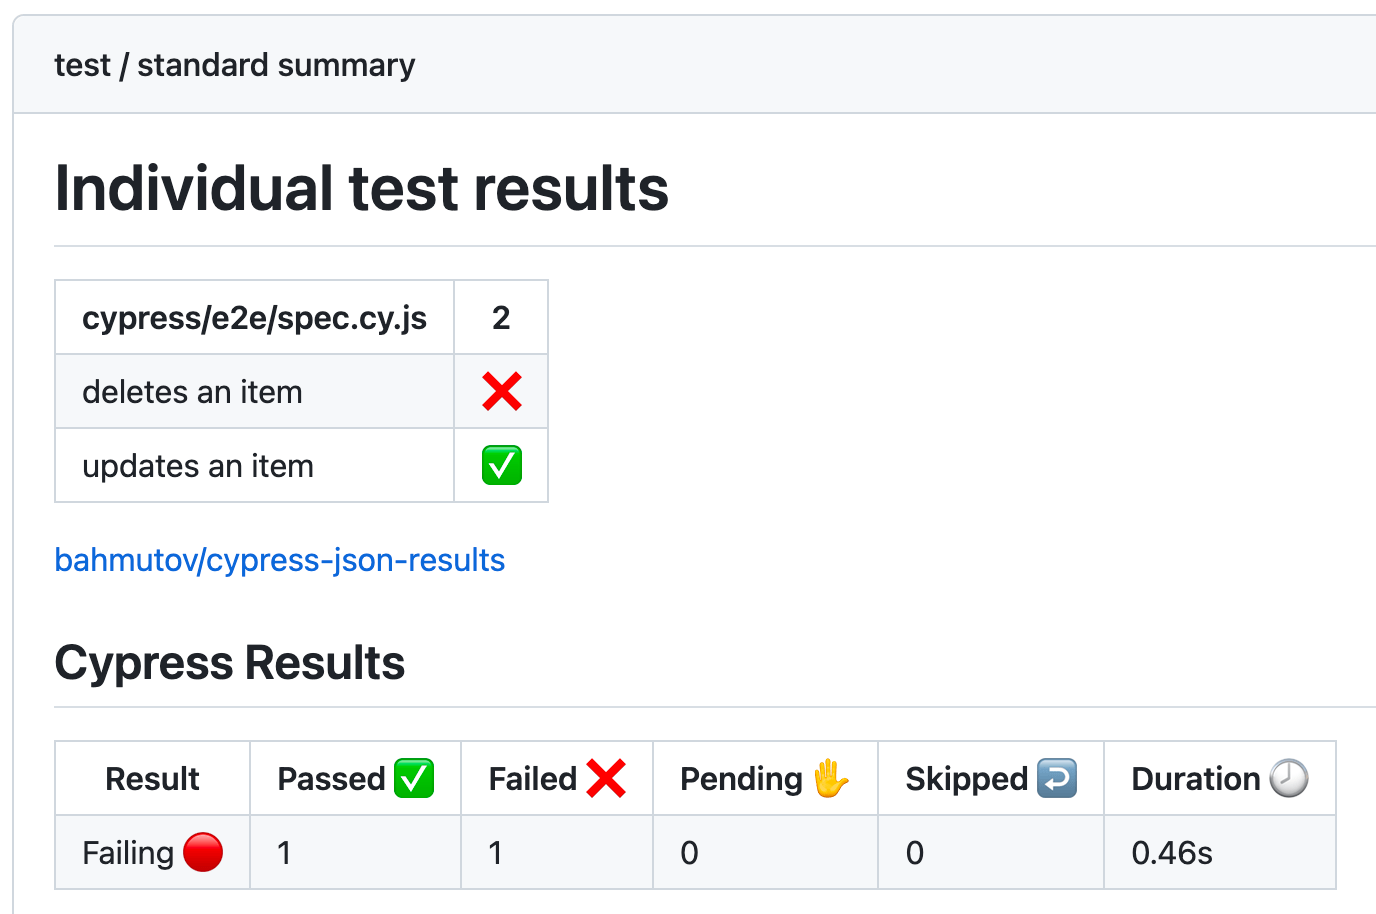 test / standard summary
Individual test results
cypress/e2e/spec.cy.js 2
deletes an item ❌
updates an item ✅
bahmutov/cypress-json-results
Cypress Results
Result Passed ✅ Failed ❌ Pending ✋ Skipped ↩️ Duration 🕗
Failing 🔴 1 1 0 0 0.46s